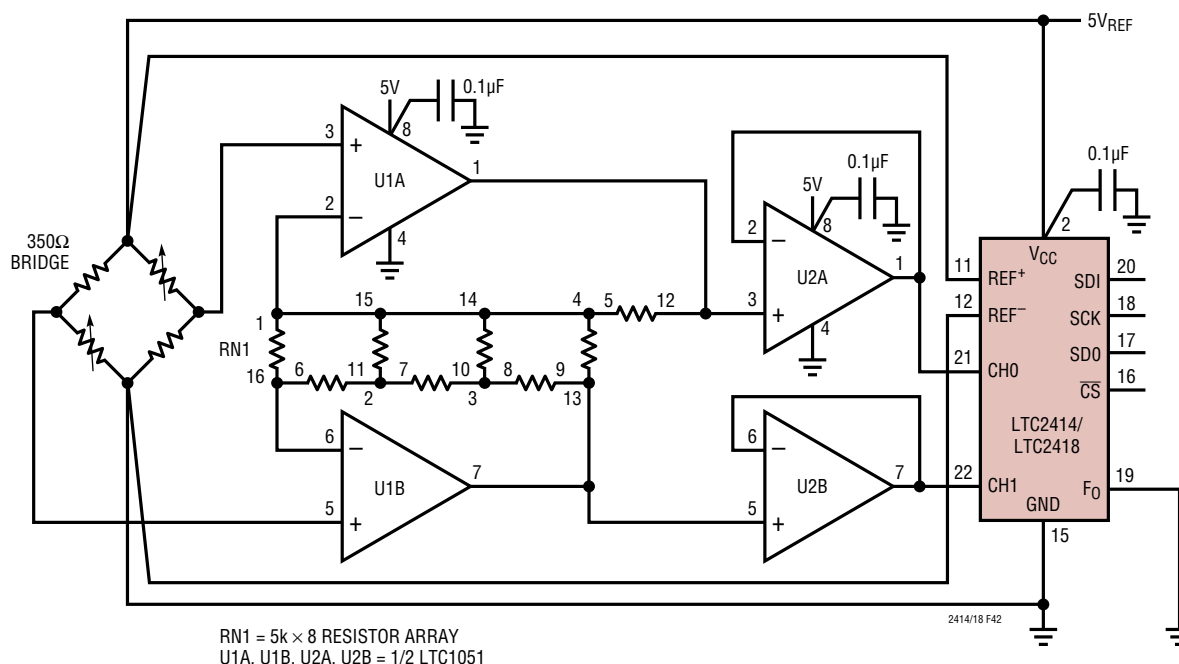 5VREF
5V
0.1µF
8
3
+
U1A
1
2
–
4
350Ω
BRIDGE
5V
0.1µF
8
2
–
U2A
1
3
+
4
0.1µF
2
VCC
11
REF+
SDI
20
12
REF–
SCK
18
SD0
17
21
CH0
CS
16
LTC2414/
LTC2418
22
CH1
FO
19
GND
15
15
14
4
5
12
1
RN1
16
6
11
7
10
8
9
2
3
13
6
–
U1B
7
5
+
6
–
U2B
7
5
+
2414/18 F42
RN1 = 5k × 8 RESISTOR ARRAY
U1A, U1B, U2A, U2B = 1/2 LTC1051